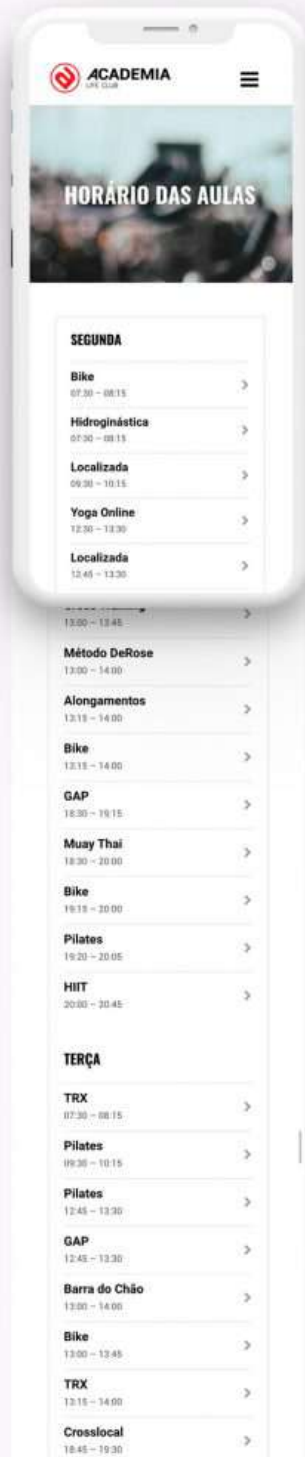 ACADEMIA
LIFE CLUB
HORÁRIO DAS AULAS
SEGUNDA
Bike
07:30 – 08:15
Hidroginástica
07:30 – 08:15
Localizada
09:30 – 10:15
Yoga Online
12:30 – 13:30
Localizada
12:45 – 13:30
13:00 – 13:45
Método DeRose
13:00 – 14:00
Alongamentos
13:15 – 14:00
Bike
13:15 – 14:00
GAP
18:30 – 19:15
Muay Thai
18:30 – 20:00
Bike
19:15 – 20:00
Pilates
19:20 – 20:05
HIIT
20:00 – 20:45
TERÇA
TRX
07:30 – 08:15
Pilates
09:30 – 10:15
Pilates
12:45 – 13:30
GAP
12:45 – 13:30
Barra do Chão
13:00 – 14:00
Bike
13:00 – 13:45
TRX
13:15 – 14:00
Crosslocal
18:45 – 19:30